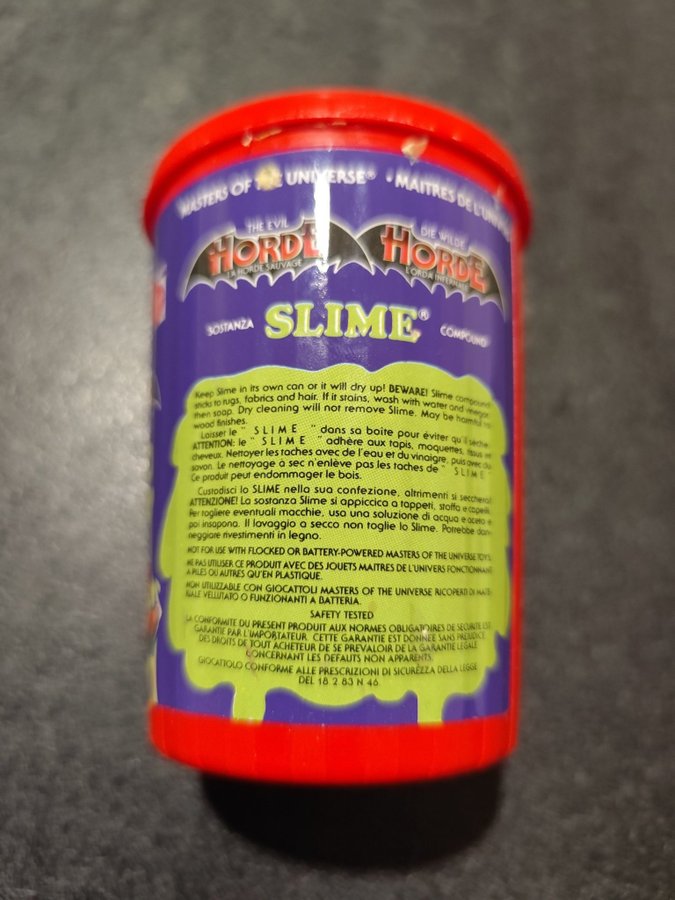 MASTERS OF THE UNIVERSE® · MAITRES DE L'UNIV
THE EVIL HORDE LA HORDE SAUVAGE
DIE WILDE HORDE L'ORDA INFERNALE
SOSTANZA SLIME® COMPOUND
Keep Slime in its own can or it will dry up! BEWARE! Slime compound
sticks to rugs, fabrics and hair. If it stains, wash with water and vinegar,
then soap. Dry cleaning will not remove Slime. May be harmful to
wood finishes.
Laisser le " SLIME " dans sa boîte pour éviter qu'il sèche.
ATTENTION: le " SLIME " adhère aux tapis, moquettes, tissus et
cheveux. Nettoyer les taches avec de l'eau et du vinaigre, puis avec du
savon. Le nettoyage à sec n'enlève pas les taches de " SLIME
Ce produit peut endommager le bois.
Custodisci lo SLIME nella sua confezione, altrimenti si seccherà!
ATTENZIONE! La sostanza Slime si appicica a tappeti, stoffa e capelli.
Per togliere eventuali macchie, usa una soluzione di acqua e aceto e
poi insapona. Il lavaggio a secco non toglie lo Slime. Potrebbe dan-
neggiare rivestimenti in legno.
NOT FOR USE WITH FLOCKED OR BATTERY-POWERED MASTERS OF THE UNIVERSE TOYS.
NE PAS UTILISER CE PRODUIT AVEC DES JOUETS MAITRES DE L'UNIVERS FONCTIONNANT
A PILES OU AUTRES QU'EN PLASTIQUE.
NON UTILIZZABLE CON GIOCATTOLI MASTERS OF THE UNIVERSE RICOPERTI DI MATE-
RIALE VELLUTATO O FUNZIONANTI A BATTERIA.
SAFETY TESTED
LA CONFORMITE DU PRESENT PRODUIT AUX NORMES OBLIGATOIRES DE SECURITE EST
GARANTIE PAR L'IMPORTATEUR. CETTE GARANTIE EST DONNEE SANS PREJUDICE
DES DROITS DE TOUT ACHETEUR DE SE PREVALOIR DE LA GARANTIE LEGALE
CONCERNANT LES DEFAUTS NON APPARENTS.
GIOCATTOLO CONFORME ALLE PRESCRIZIONI DI SICUREZZA DELLA LEGGE
DEL 18 2 83 N 46